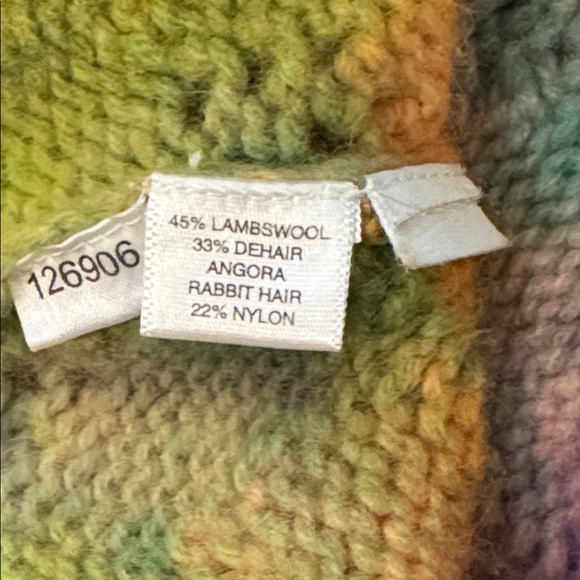 126906
45% LAMBSWOOL
33% DEHAIR
ANGORA
RABBIT HAIR
22% NYLON